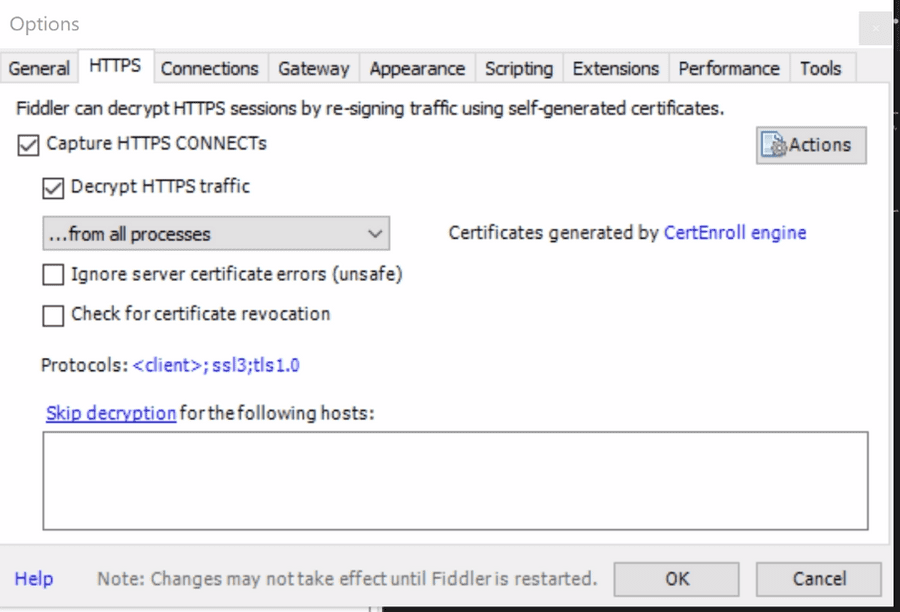 Options
General HTTPS Connections Gateway Appearance Scripting Extensions Performance Tools
Fiddler can decrypt HTTPS sessions by re-signing traffic using self-generated certificates.
Capture HTTPS CONNECTs
Actions
Decrypt HTTPS traffic
...from all processes
Certificates generated by CertEnroll engine
Ignore server certificate errors (unsafe)
Check for certificate revocation
Protocols: <client>; ssl3;tls1.0
Skip decryption for the following hosts:
Help Note: Changes may not take effect until Fiddler is restarted. OK Cancel